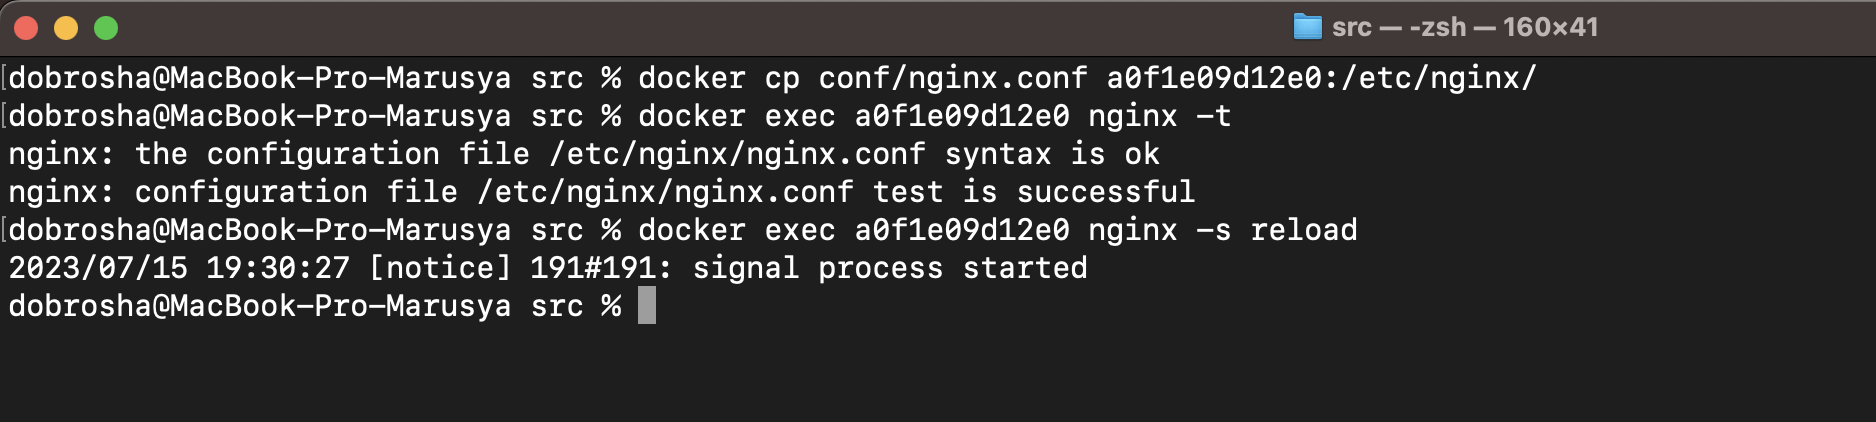 src — -zsh — 160×41
[dobrosha@MacBook-Pro-Marusya src % docker cp conf/nginx.conf a0f1e09d12e0:/etc/nginx/
[dobrosha@MacBook-Pro-Marusya src % docker exec a0f1e09d12e0 nginx -t
nginx: the configuration file /etc/nginx/nginx.conf syntax is ok
nginx: configuration file /etc/nginx/nginx.conf test is successful
[dobrosha@MacBook-Pro-Marusya src % docker exec a0f1e09d12e0 nginx -s reload
2023/07/15 19:30:27 [notice] 191#191: signal process started
dobrosha@MacBook-Pro-Marusya src %